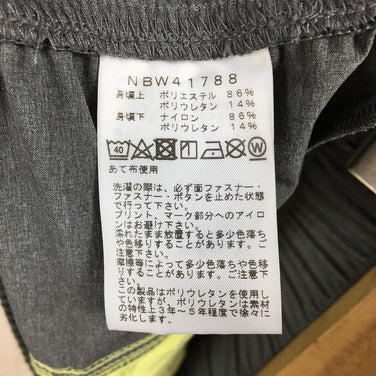 NBW41788
身頃上 ポリエステル 86%
ポリウレタン 14%
身頃下 ナイロン 86%
ポリウレタン 14%
40 W
あて布使用
洗濯の際は、必ず面ファスナー・
ファスナー・ボタンを止めた状態
で行って下さい。
プリント、マーク部分へのアイロ
ンはお避け下さい。
濡れたまま放置すると多少色落ち
や色移りすることがあります。ご
注意下さい。
摩擦等によって多少色落ちや色移
りすることがあります。ご注意下
さい。
この製品はポリウレタンを使用し
ています。ポリウレタンは素材
の特性上3年〜5年程度で徐々に
劣化します。